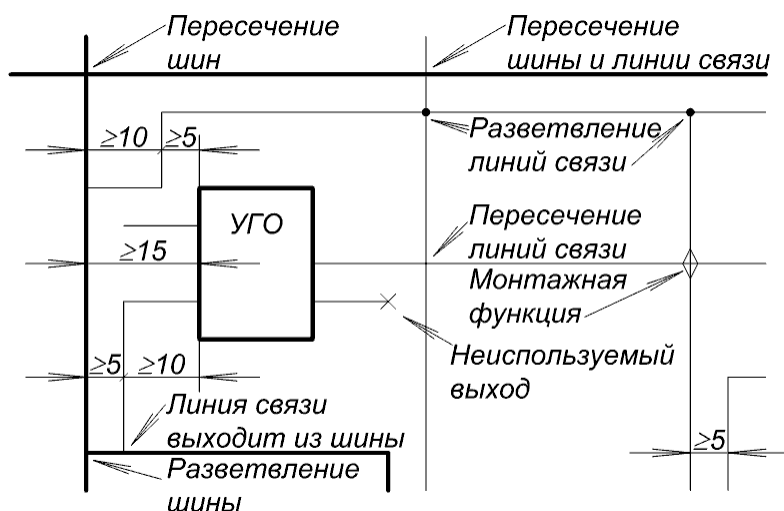 Пересечение
шин
Пересечение
шины и линии связи
≥10
≥5
Разветвление
линий связи
УГО
≥15
Пересечение
линий связи
Монтажная
функция
≥5
≥10
Неиспользуемый
выход
Линия связи
выходит из шины
≥5
Разветвление
шины